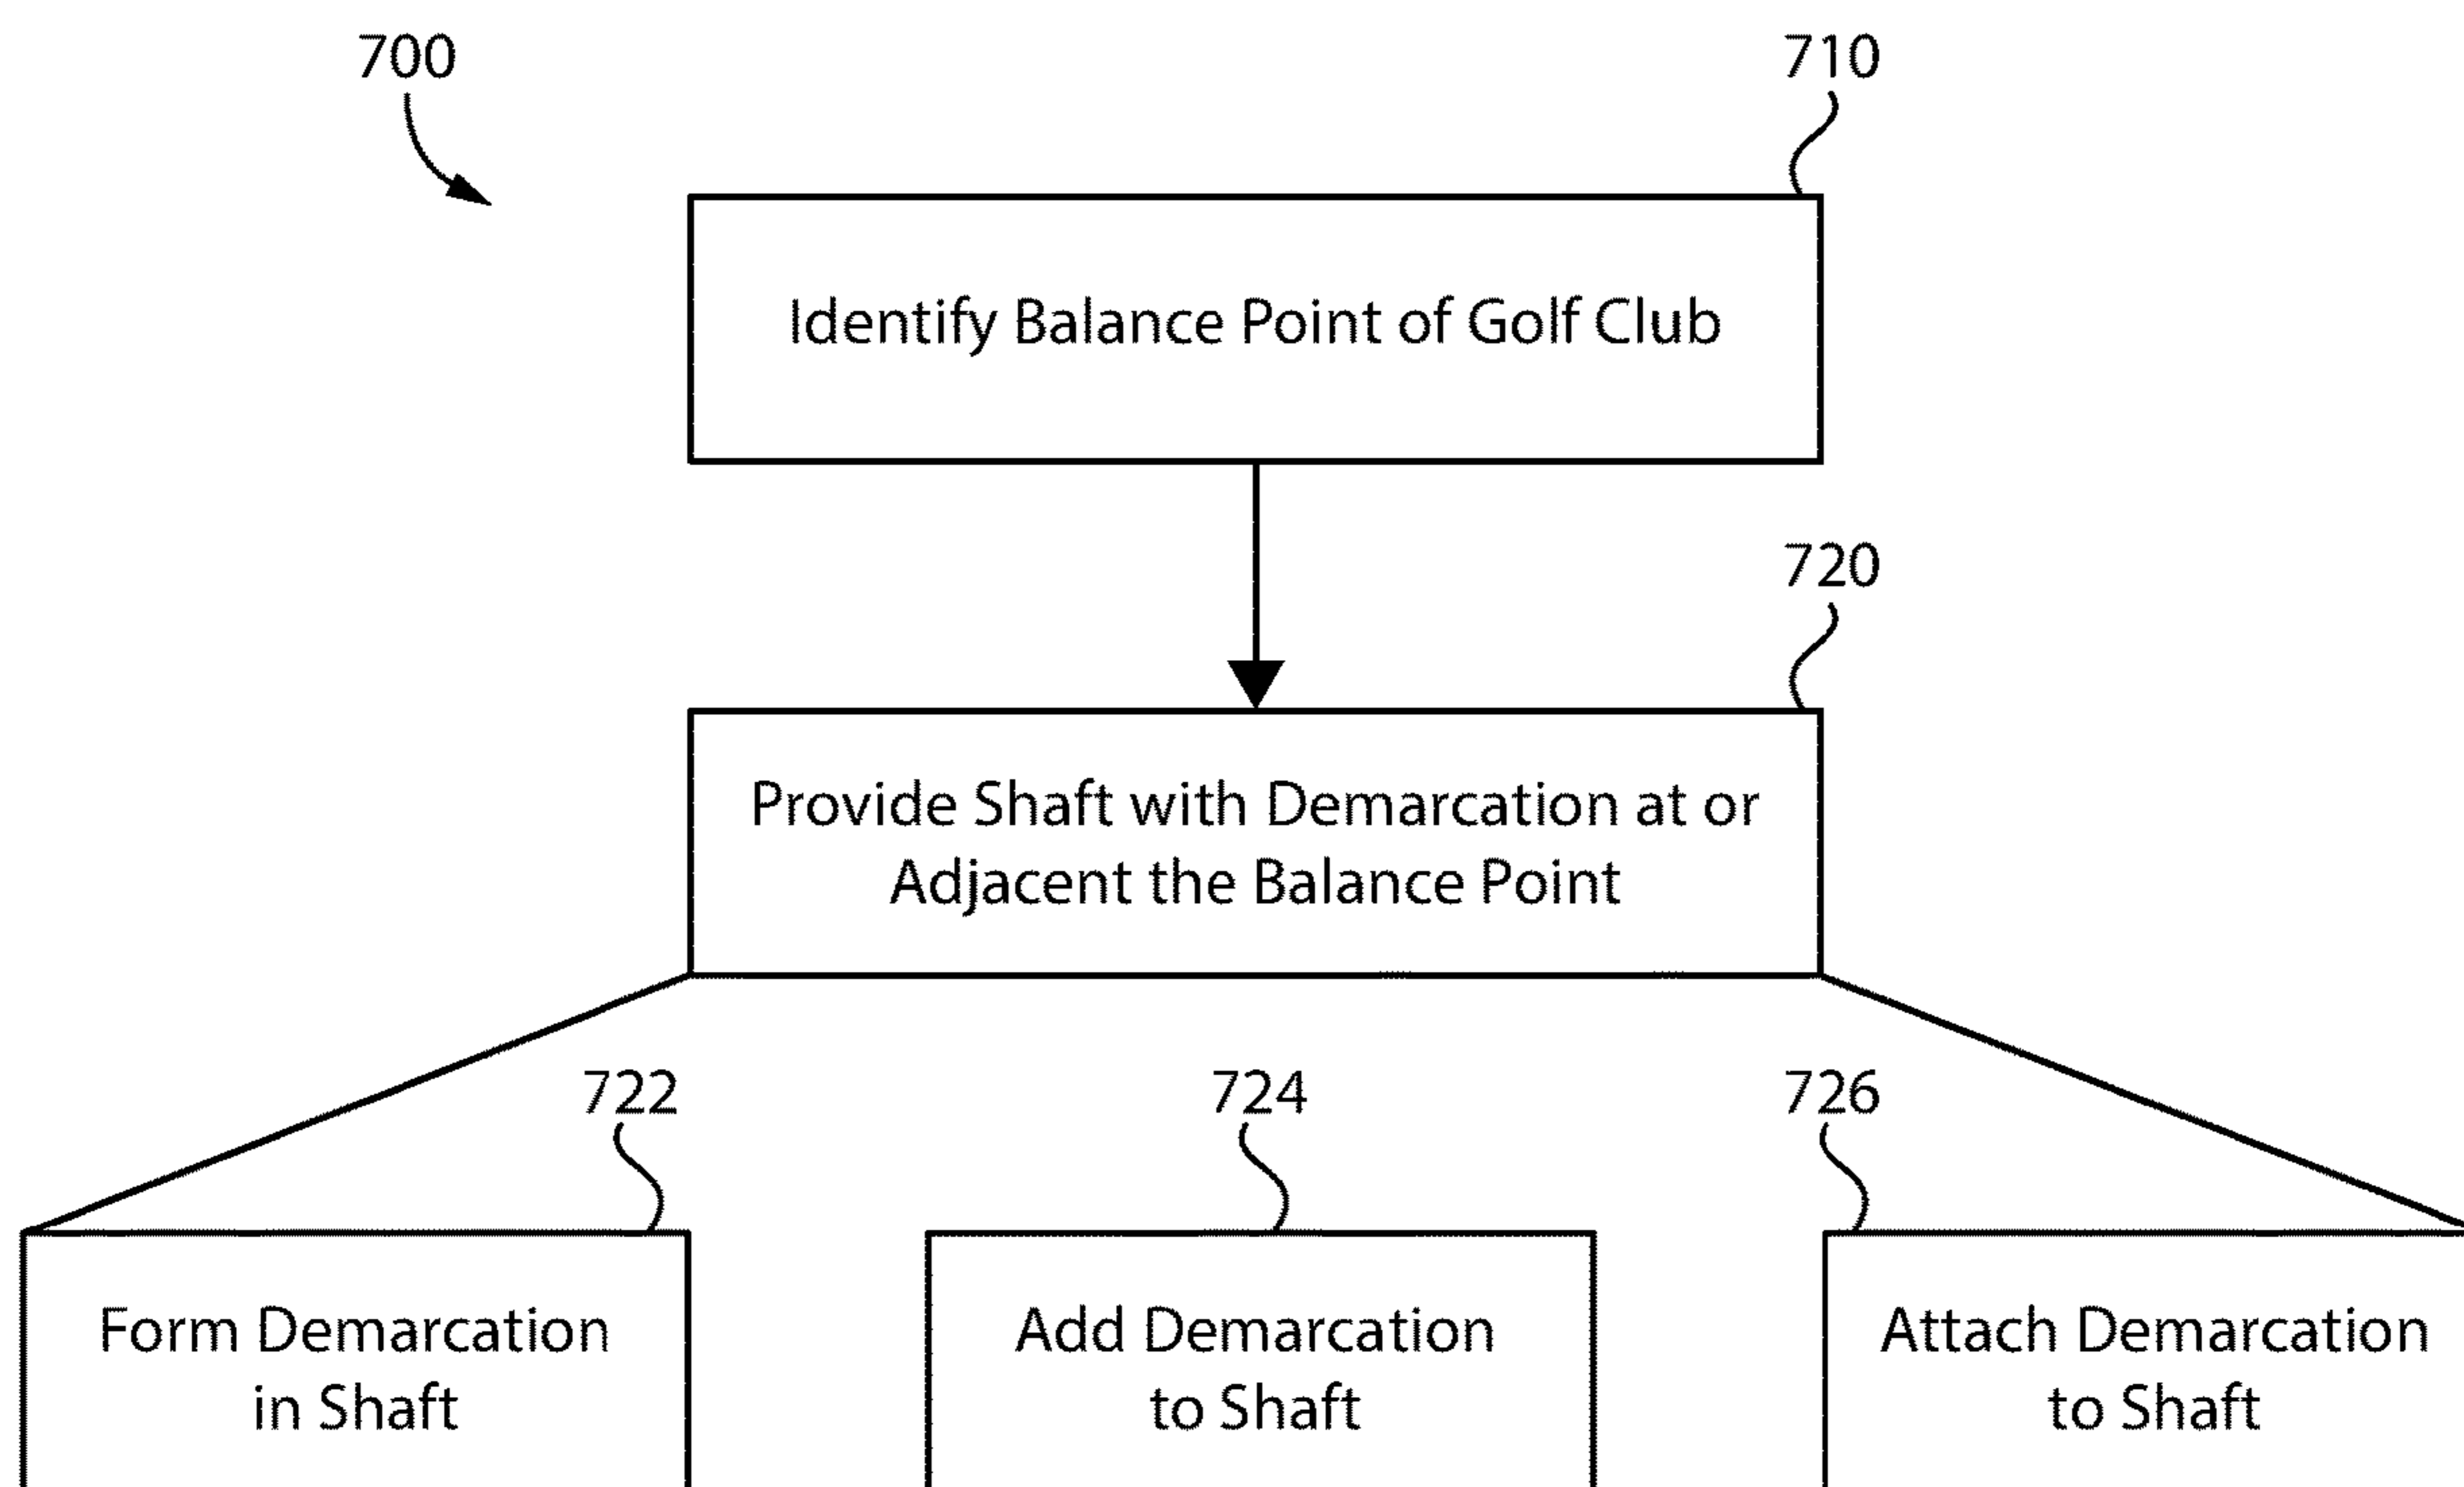 700
710
Identify Balance Point of Golf Club
720
Provide Shaft with Demarcation at or
Adjacent the Balance Point
722
724
726
Form Demarcation
in Shaft
Add Demarcation
to Shaft
Attach Demarcation
to Shaft